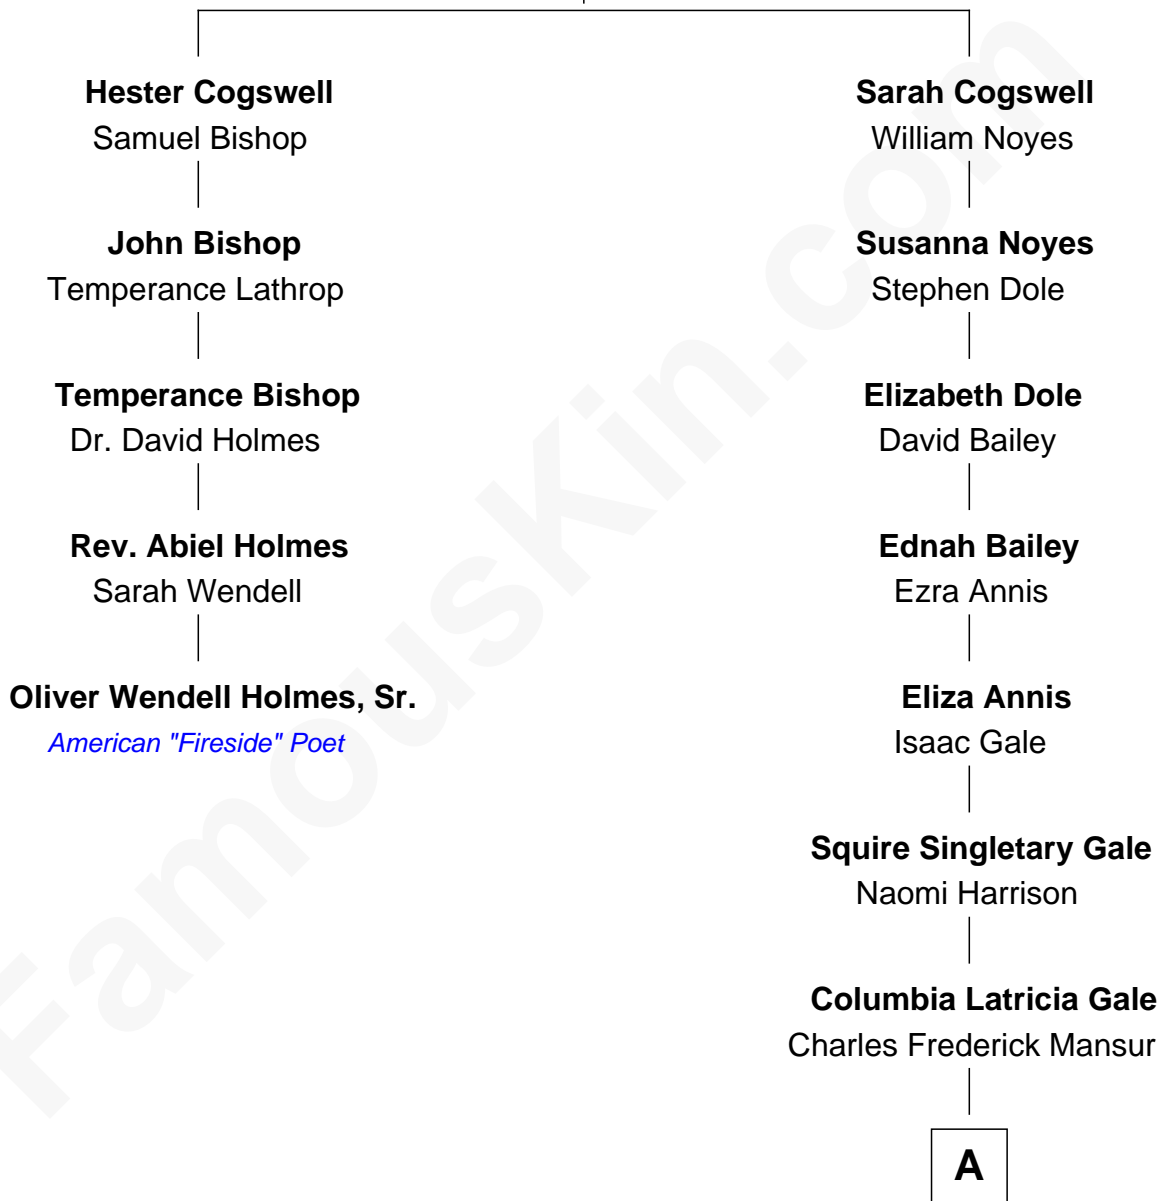 Hester Cogswell
Samuel Bishop
John Bishop
Temperance Lathrop
Temperance Bishop
Dr. David Holmes
Rev. Abiel Holmes
Sarah Wendell
Oliver Wendell Holmes, Sr.
American "Fireside" Poet
Sarah Cogswell
William Noyes
Susanna Noyes
Stephen Dole
Elizabeth Dole
David Bailey
Ednah Bailey
Ezra Annis
Eliza Annis
Isaac Gale
Squire Singletary Gale
Naomi Harrison
Columbia Latricia Gale
Charles Frederick Mansur
A
FamousKin.com